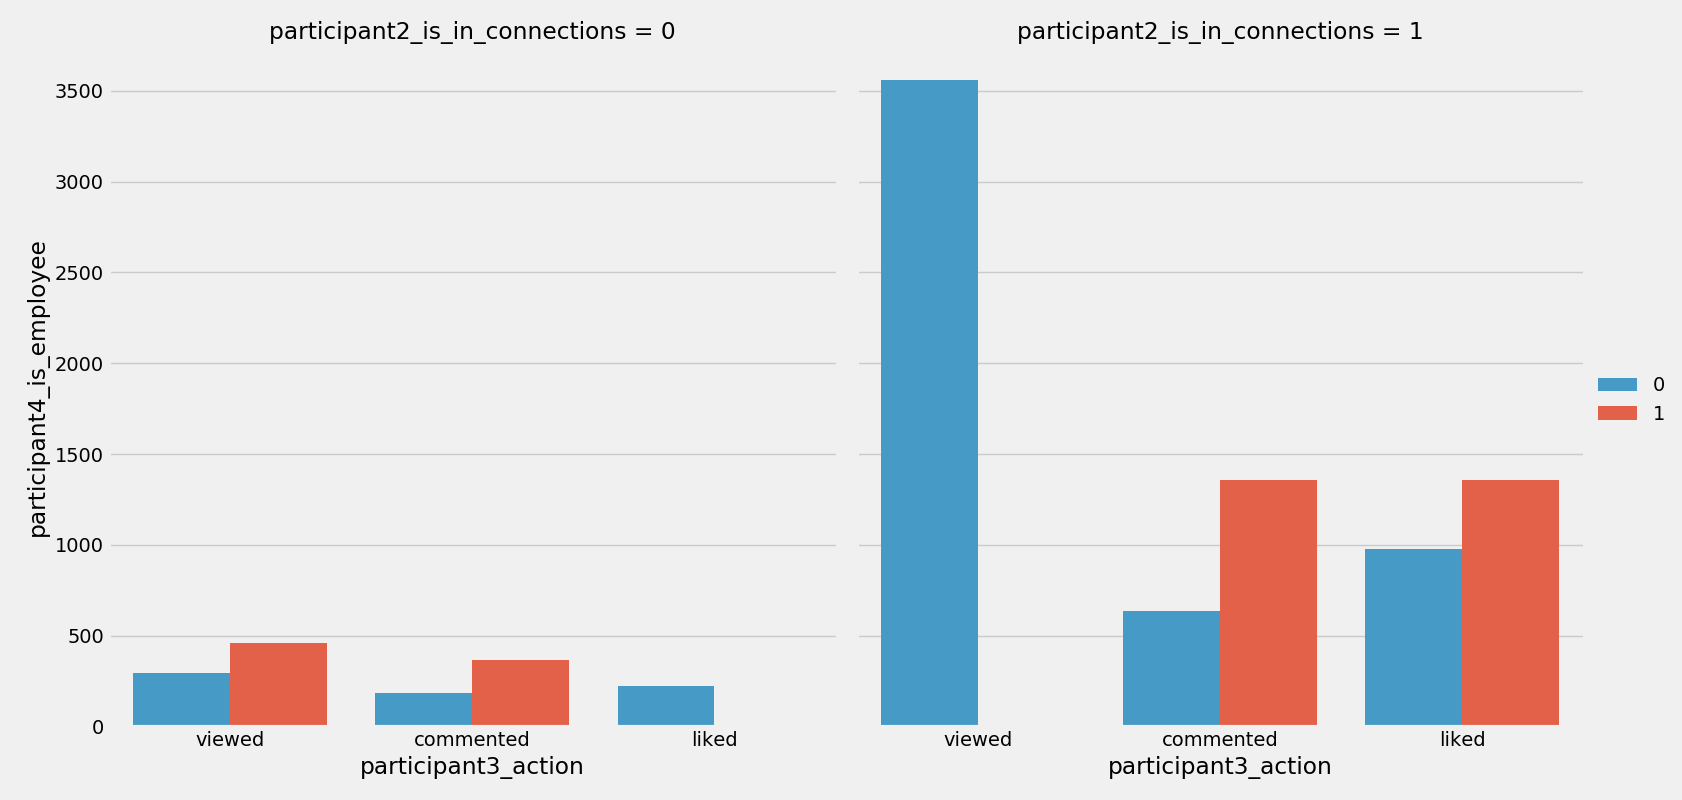 participant2_is_in_connections = 0
participant2_is_in_connections = 1
participant4_is_employee
3500
3000
2500
2000
1500
1000
500
0
viewed commented liked
viewed commented liked
participant3_action
participant3_action
0
1